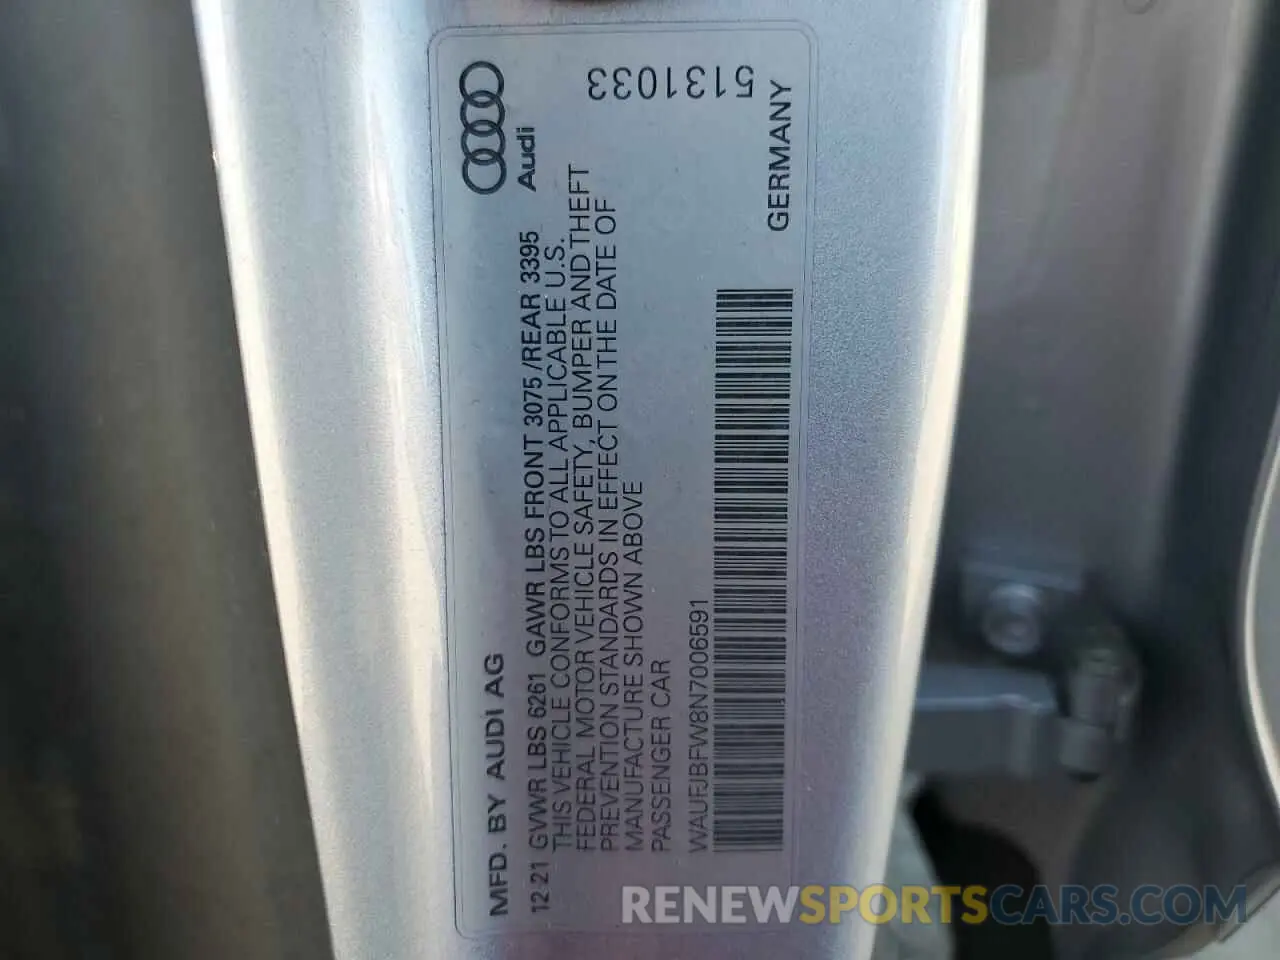 MFD. BY AUDI AG
Audi
12-21 GVWR LBS 6261 GAWR LBS FRONT 3075/REAR 3395
THIS VEHICLE CONFORMS TO ALL APPLICABLE U.S.
FEDERAL MOTOR VEHICLE SAFETY, BUMPER AND THEFT
PREVENTION STANDARDS IN EFFECT ON THE DATE OF
MANUFACTURE SHOWN ABOVE
PASSENGER CAR
WAUFJBFW8N7006591
GERMANY
5131033
RENEWSPORTSCARS.COM